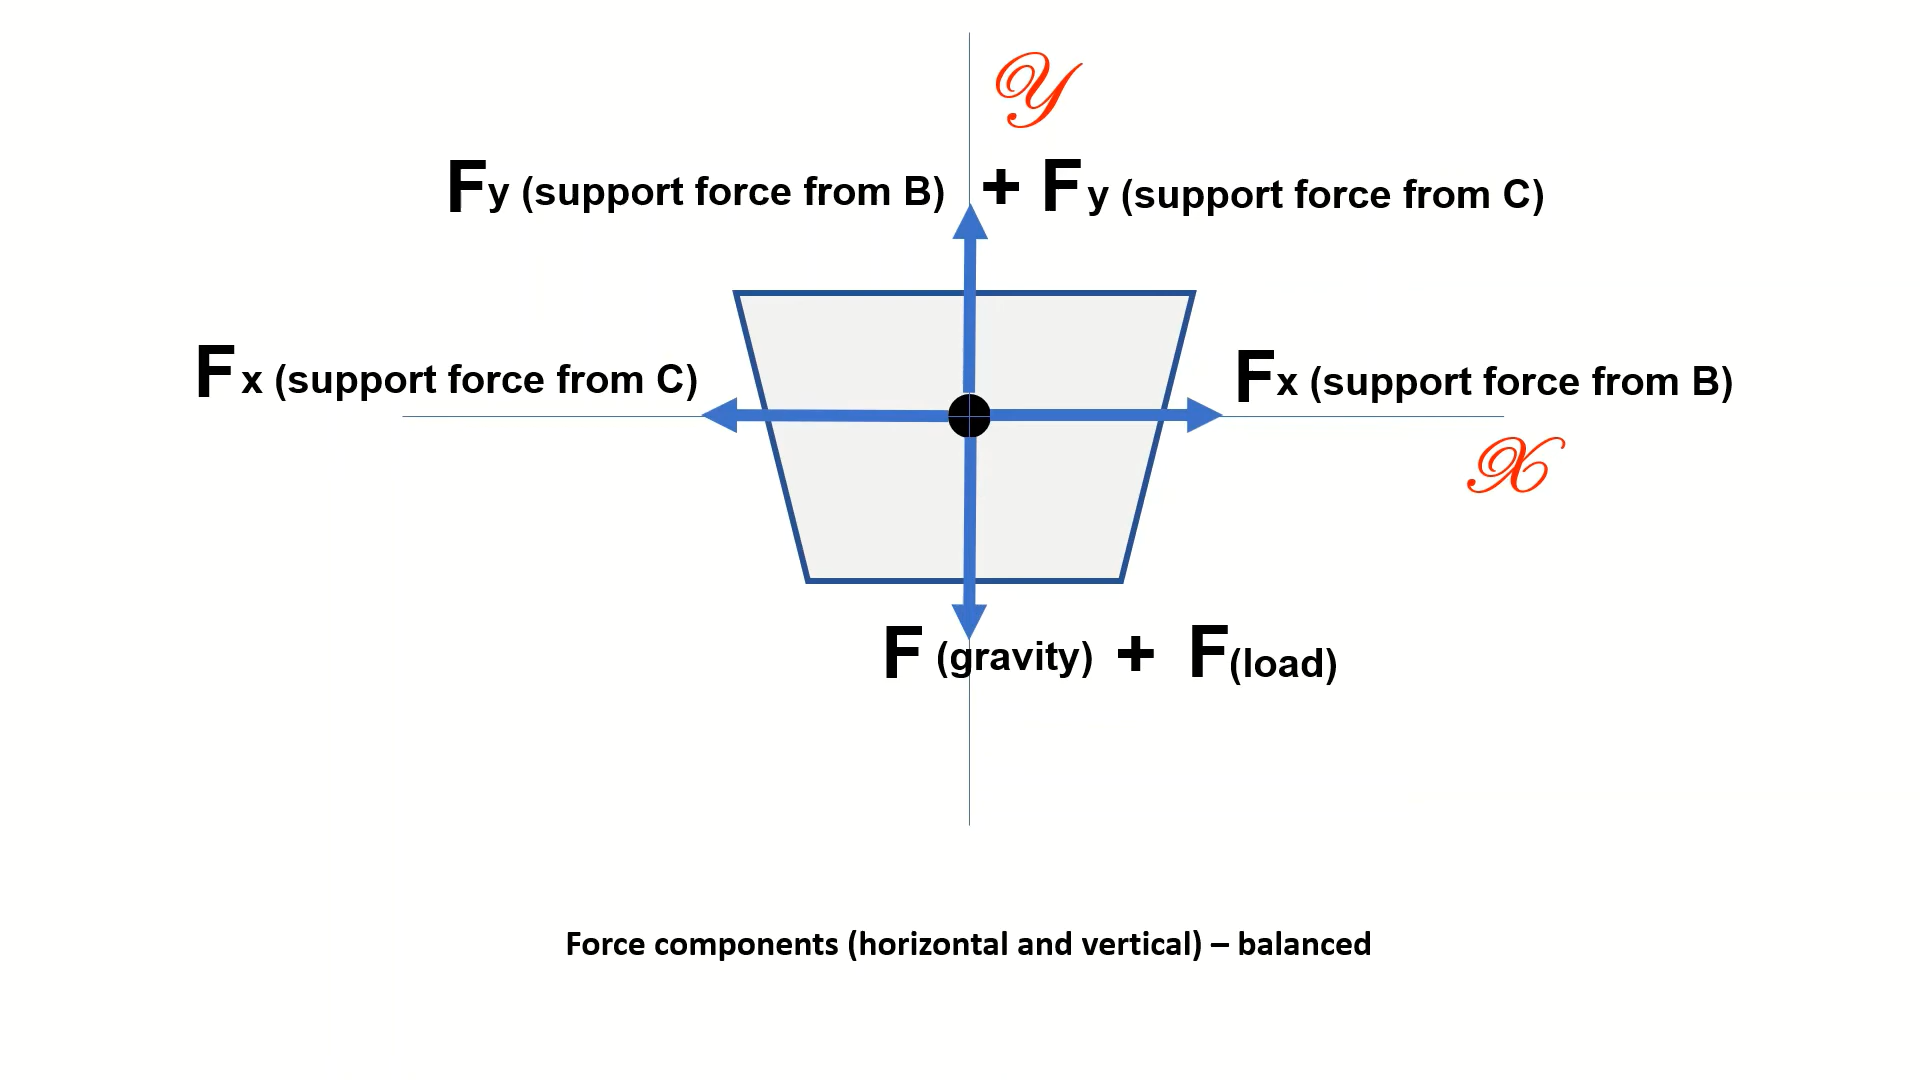 Y
Fy (support force from B) + Fy (support force from C)
Fx (support force from C)
Fx (support force from B)
X
F (gravity) + F(load)
Force components (horizontal and vertical) – balanced